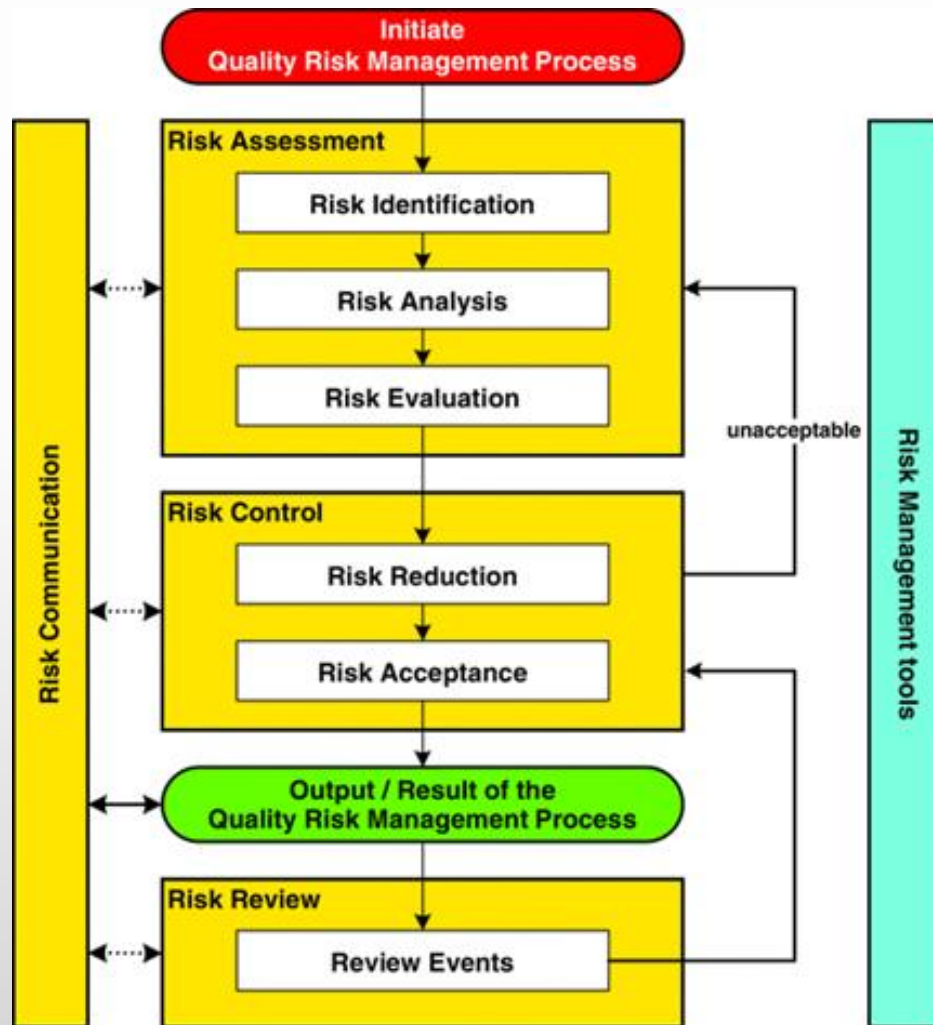 Initiate
Quality Risk Management Process
Risk Assessment
Risk Identification
Risk Analysis
Risk Evaluation
unacceptable
Risk Communication
Risk Management tools
Risk Control
Risk Reduction
Risk Acceptance
Output / Result of the
Quality Risk Management Process
Risk Review
Review Events